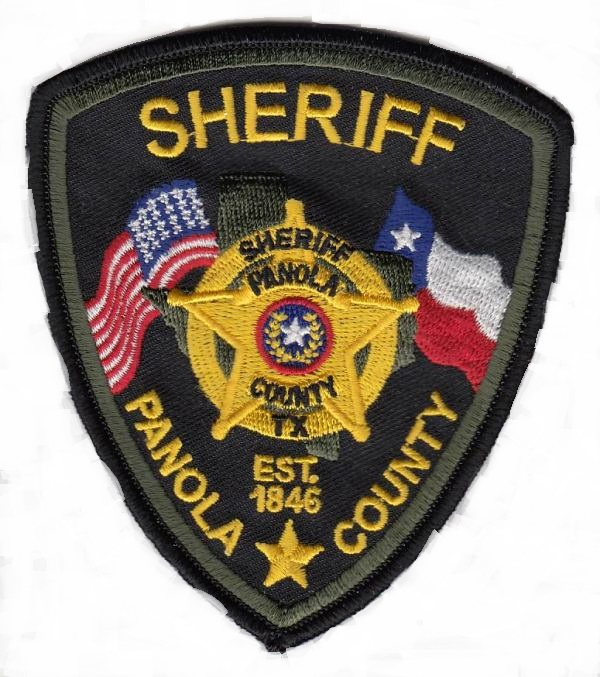 SHERIFF
SHERIFF
PANOLA
COUNTY
TX
EST.
1846
PANOLA COUNTY